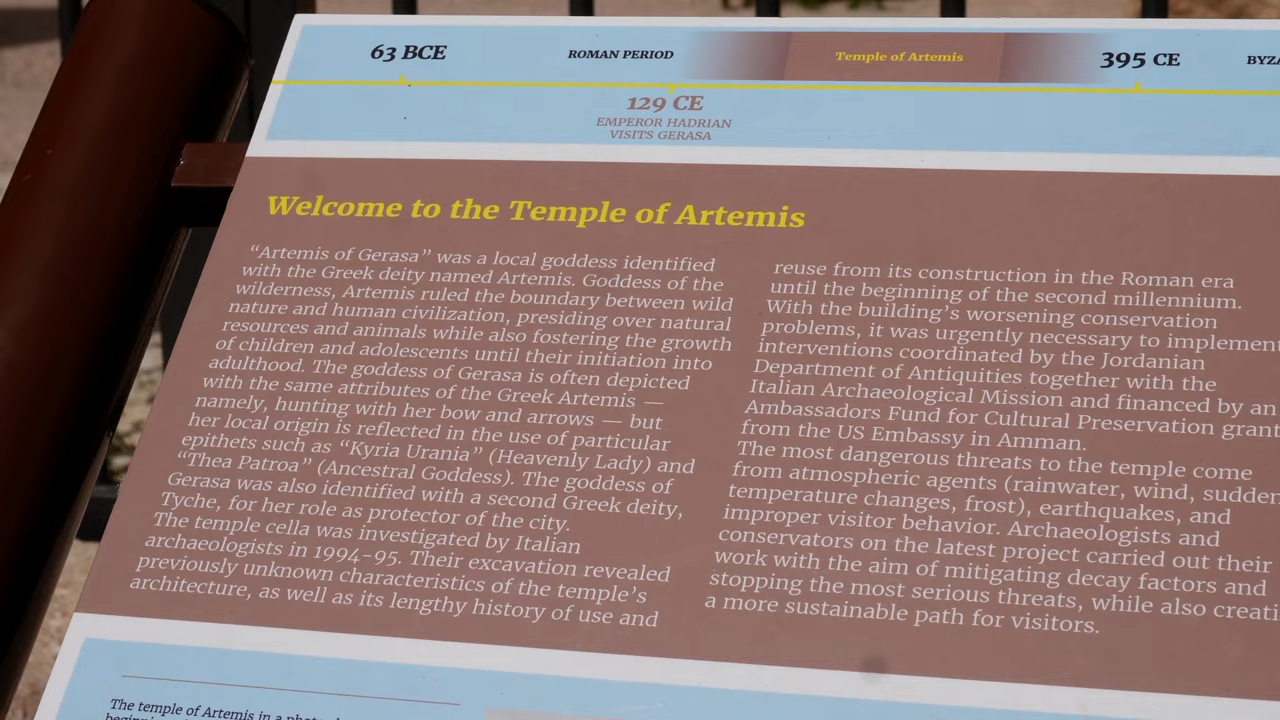 63 BCE
ROMAN PERIOD
Temple of Artemis
395 CE
129 CE
EMPEROR HADRIAN
VISITS GERASA
Welcome to the Temple of Artemis
“Artemis of Gerasa” was a local goddess identified
with the Greek deity named Artemis. Goddess of the
wilderness, Artemis ruled the boundary between wild
nature and human civilization, presiding over natural
resources and animals while also fostering the growth
of children and adolescents until their initiation into
adulthood. The goddess of Gerasa is often depicted
with the same attributes of the Greek Artemis —
namely, hunting with her bow and arrows — but
her local origin is reflected in the use of particular
epithets such as “Kyria Urania” (Heavenly Lady) and
“Thea Patroa” (Ancestral Goddess). The goddess of
Gerasa was also identified with a second Greek deity,
Tyche, for her role as protector of the city.
The temple cella was investigated by Italian
archaeologists in 1994-95. Their excavation revealed
previously unknown characteristics of the temple’s
architecture, as well as its lengthy history of use and
reuse from its construction in the Roman era
until the beginning of the second millennium.
With the building’s worsening conservation
problems, it was urgently necessary to implement
interventions coordinated by the Jordanian
Department of Antiquities together with the
Italian Archaeological Mission and financed by an
Ambassadors Fund for Cultural Preservation grant
from the US Embassy in Amman.
The most dangerous threats to the temple come
from atmospheric agents (rainwater, wind, sudden
temperature changes, frost), earthquakes, and
improper visitor behavior. Archaeologists and
conservators on the latest project carried out their
work with the aim of mitigating decay factors and
stopping the most serious threats, while also
a more sustainable path for visitors.
The temple of Artemis in a